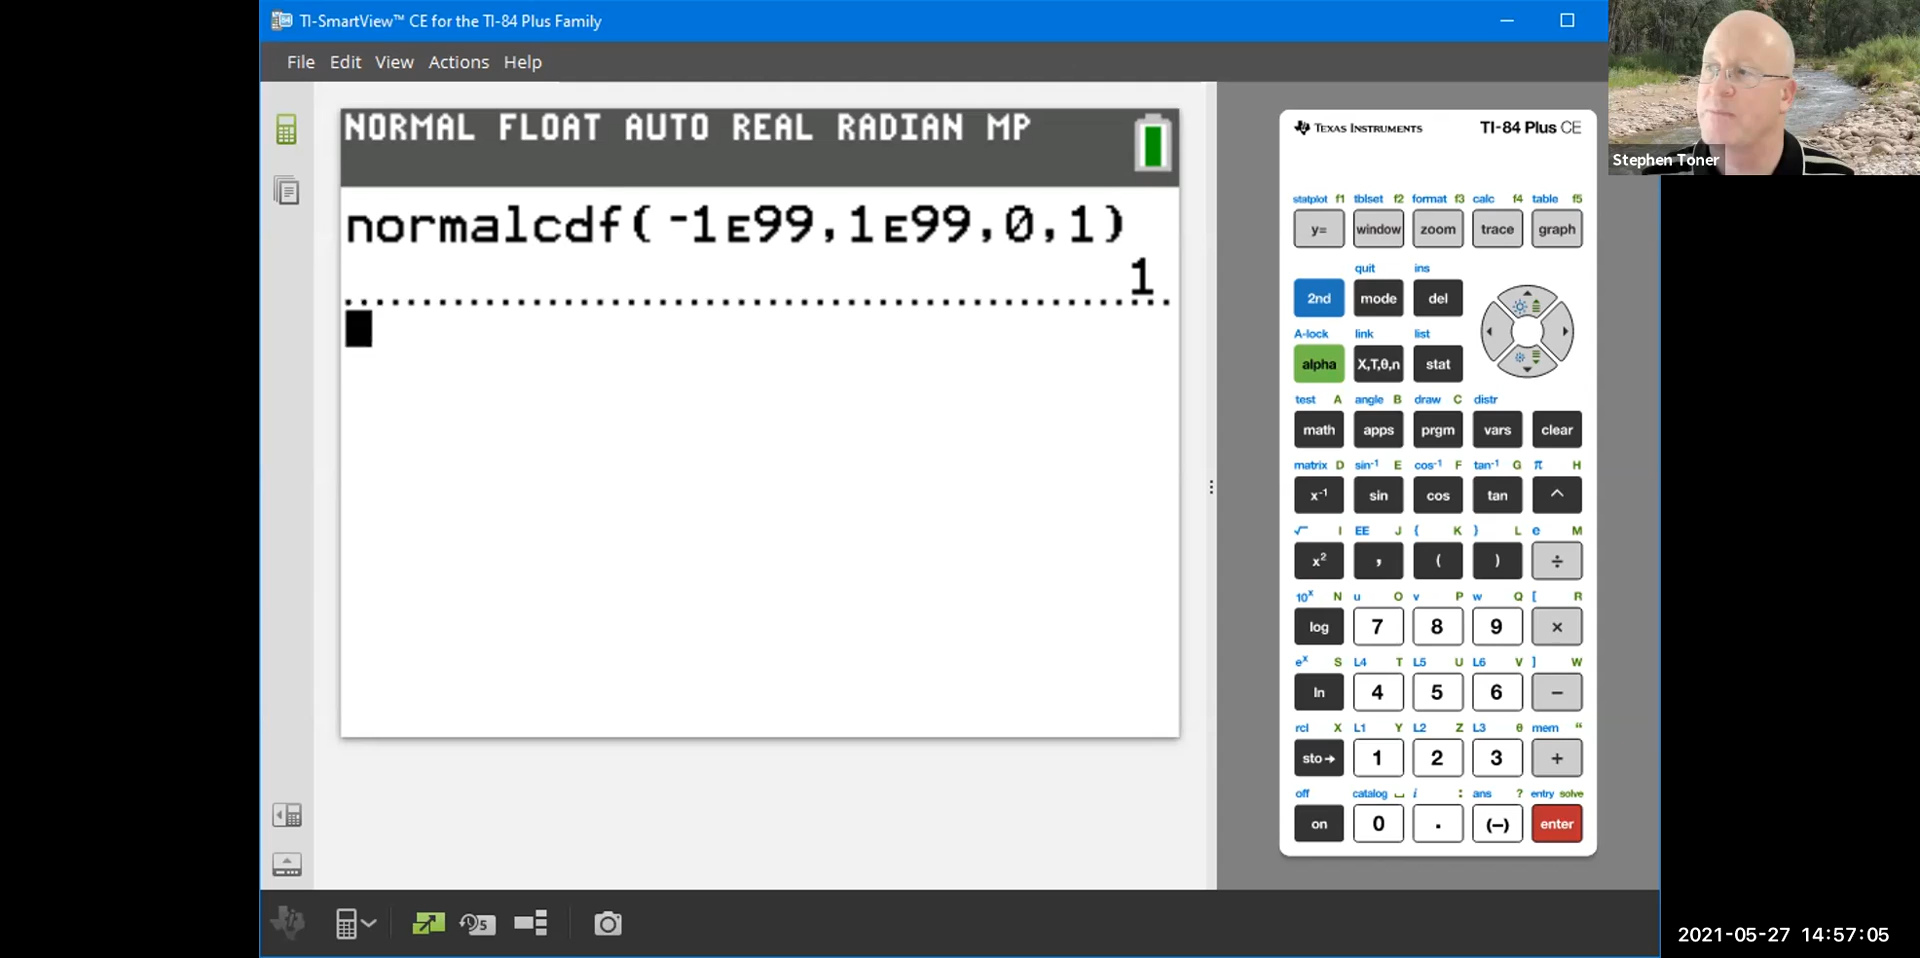 TI-SmartView™ CE for the TI-84 Plus Family
File Edit View Actions Help
NORMAL FLOAT AUTO REAL RADIAN MP
normalcdf(-1E99,1E99,0,1)
1
Texas Instruments TI-84 Plus CE
statplot f1 tblset f2 format f3 calc f4 table f5
y= window zoom trace graph
quit ins
2nd mode del
A-lock link list
alpha X,T,θ,n stat
test A angle B draw C distr
math apps prgm vars clear
matrix D sin⁻¹ E cos⁻¹ F tan⁻¹ G π H
x⁻¹ sin cos tan ^
√ I EE J { K } L e M
x² , ( ) ÷
10ˣ N u O v P w Q [ R
log 7 8 9 ×
eˣ S L4 T L5 U L6 V ] W
ln 4 5 6 −
rcl X L1 Y L2 Z L3 θ mem “
sto→ 1 2 3 +
off catalog ⎵ i : ans ? entry solve
on 0 . (−) enter
5
Stephen Toner
2021-05-27 14:57:05